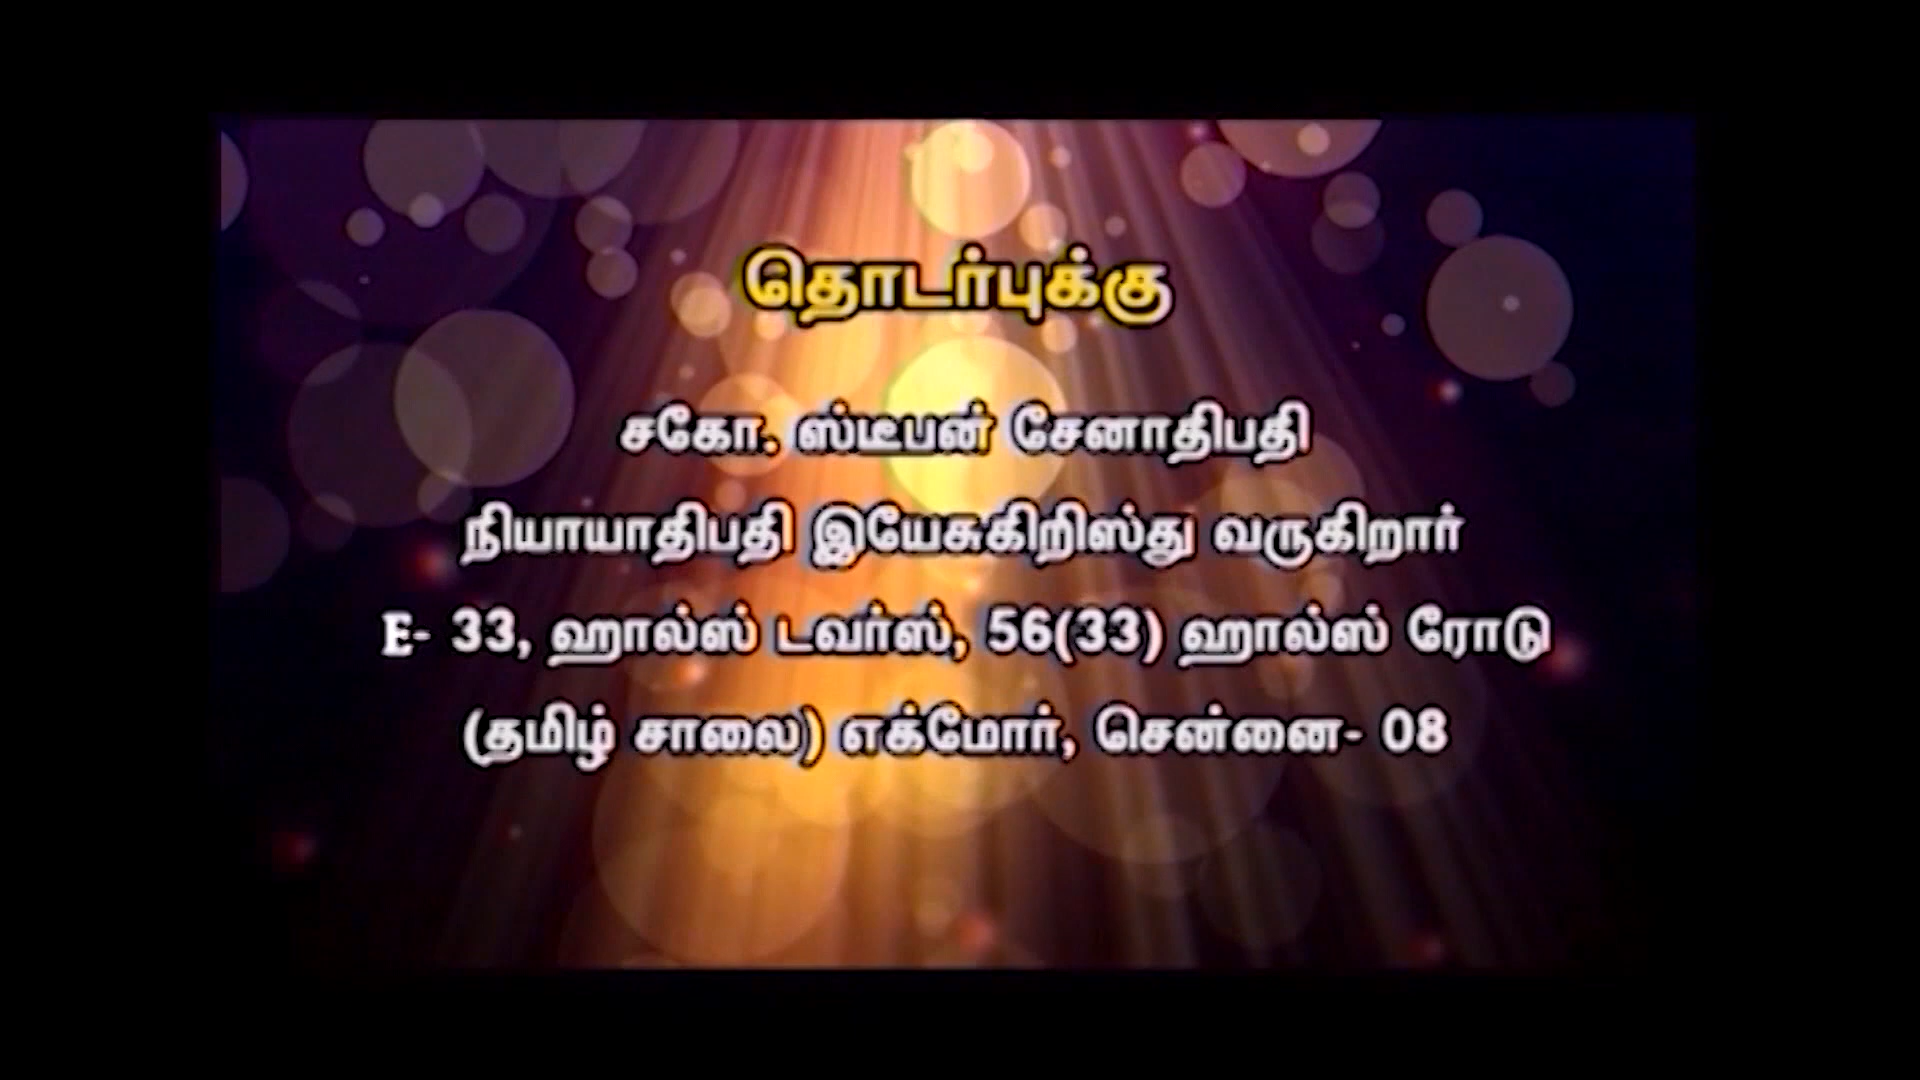 தொடர்புக்கு
சகோ. ஸ்டீபன் சேனாதிபதி
நியாயாதிபதி இயேசுகிறிஸ்து வருகிறார்
E- 33, ஹால்ஸ் டவர்ஸ், 56(33) ஹால்ஸ் ரோடு
(தமிழ் சாலை) எக்மோர், சென்னை- 08